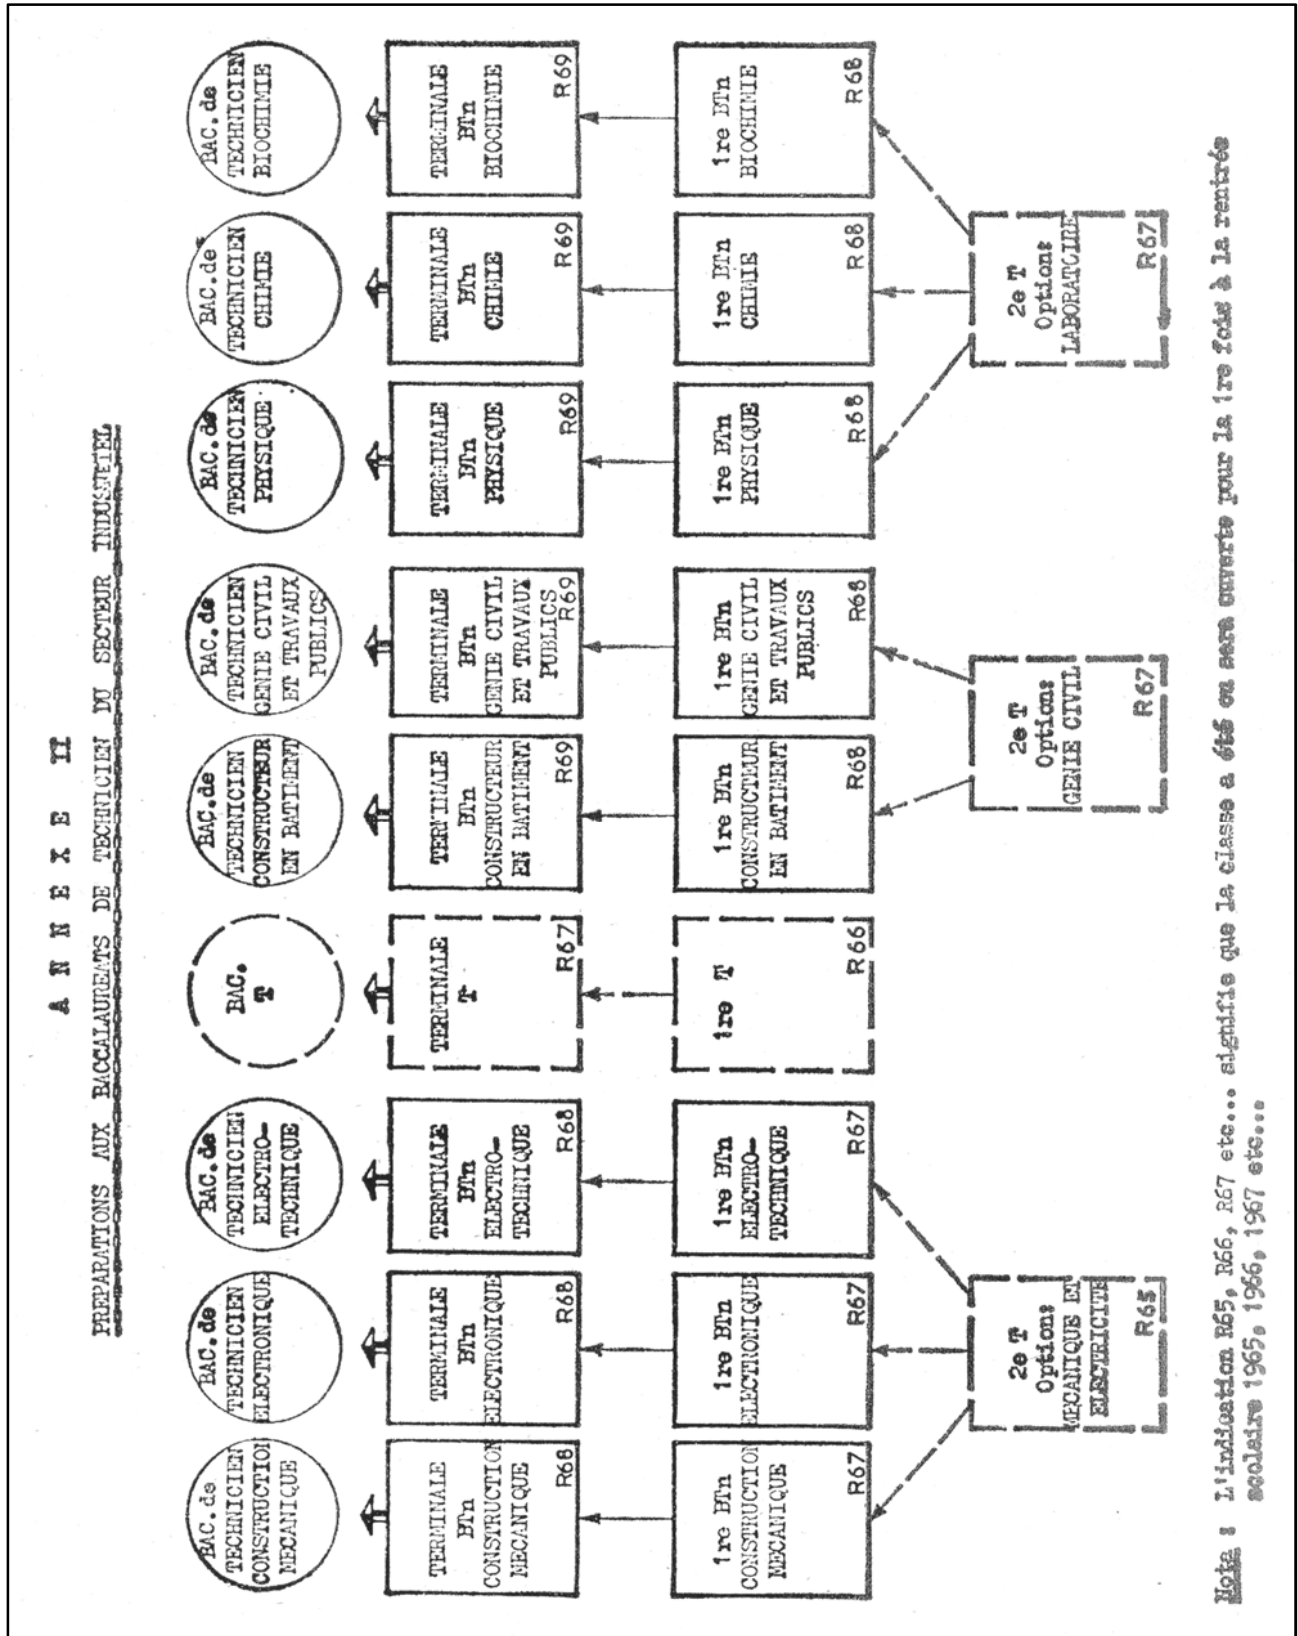 A N N E X E II
PREPARATIONS AUX BACCALAUREATS DE TECHNICIEN DU SECTEUR INDUSTRIEL
BAC. de
TECHNICIEN
CONSTRUCTION
MECANIQUE
BAC. de
TECHNICIEN
ELECTRONIQUE
BAC. de
TECHNICIEN
ELECTRO-
TECHNIQUE
BAC.
T
BAC. de
TECHNICIEN
CONSTRUCTEUR
EN BATIMENT
BAC. de
TECHNICIEN
GENIE CIVIL
ET TRAVAUX
PUBLICS
BAC. de
TECHNICIEN
PHYSIQUE
BAC. de
TECHNICIEN
CHIMIE
BAC. de
TECHNICIEN
BIOCHIMIE
TERMINALE
BTn
CONSTRUCTION
MECANIQUE
R68
TERMINALE
BTn
ELECTRONIQUE
R68
TERMINALE
BTn
ELECTRO-
TECHNIQUE
R68
TERMINALE
T
R67
TERMINALE
BTn
CONSTRUCTEUR
EN BATIMENT
R69
TERMINALE
BTn
GENIE CIVIL
ET TRAVAUX
PUBLICS
R69
TERMINALE
BTn
PHYSIQUE
R69
TERMINALE
BTn
CHIMIE
R69
TERMINALE
BTn
BIOCHIMIE
R69
1re BTn
CONSTRUCTION
MECANIQUE
R67
1re BTn
ELECTRONIQUE
R67
1re BTn
ELECTRO-
TECHNIQUE
R67
1re T
R66
1re BTn
CONSTRUCTEUR
EN BATIMENT
R68
1re BTn
GENIE CIVIL
ET TRAVAUX
PUBLICS
R68
1re BTn
PHYSIQUE
R68
1re BTn
CHIMIE
R68
1re BTn
BIOCHIMIE
R68
2e T
Option:
MECANIQUE ET
ELECTRICITE
R65
2e T
Option:
GENIE CIVIL
R67
2e T
Option:
LABORATOIRE
R67
Nota : L'indication R65, R66, R67 etc... signifie que la classe a été ou sera ouverte pour la 1re fois à la rentrée
scolaire 1965, 1966, 1967 etc...